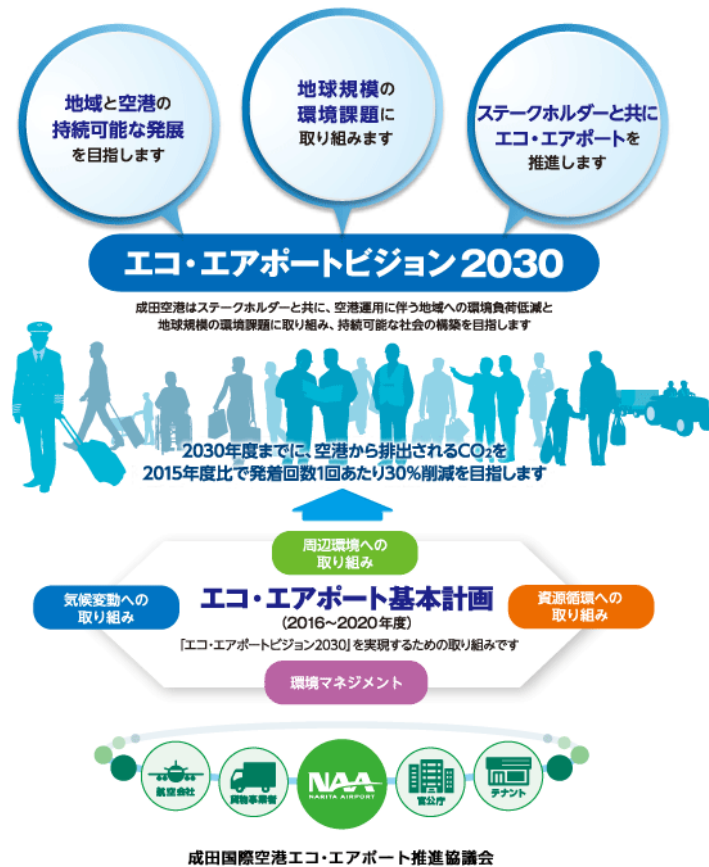 地域と空港の
持続可能な発展
を目指します
地球規模の
環境課題に
取り組みます
ステークホルダーと共に
エコ・エアポートを
推進します
エコ・エアポートビジョン2030
成田空港はステークホルダーと共に、空港運用に伴う地域への環境負荷低減と
地球規模の環境課題に取り組み、持続可能な社会の構築を目指します
2030年度までに、空港から排出されるCO₂を
2015年度比で発着回数1回あたり30%削減を目指します
周辺環境への
取り組み
気候変動への
取り組み
エコ・エアポート基本計画
(2016〜2020年度)
「エコ・エアポートビジョン2030」を実現するための取り組みです
資源循環への
取り組み
環境マネジメント
航空会社
貨物事業者
NAA
NARITA AIRPORT
官公庁
テナント
成田国際空港エコ・エアポート推進協議会